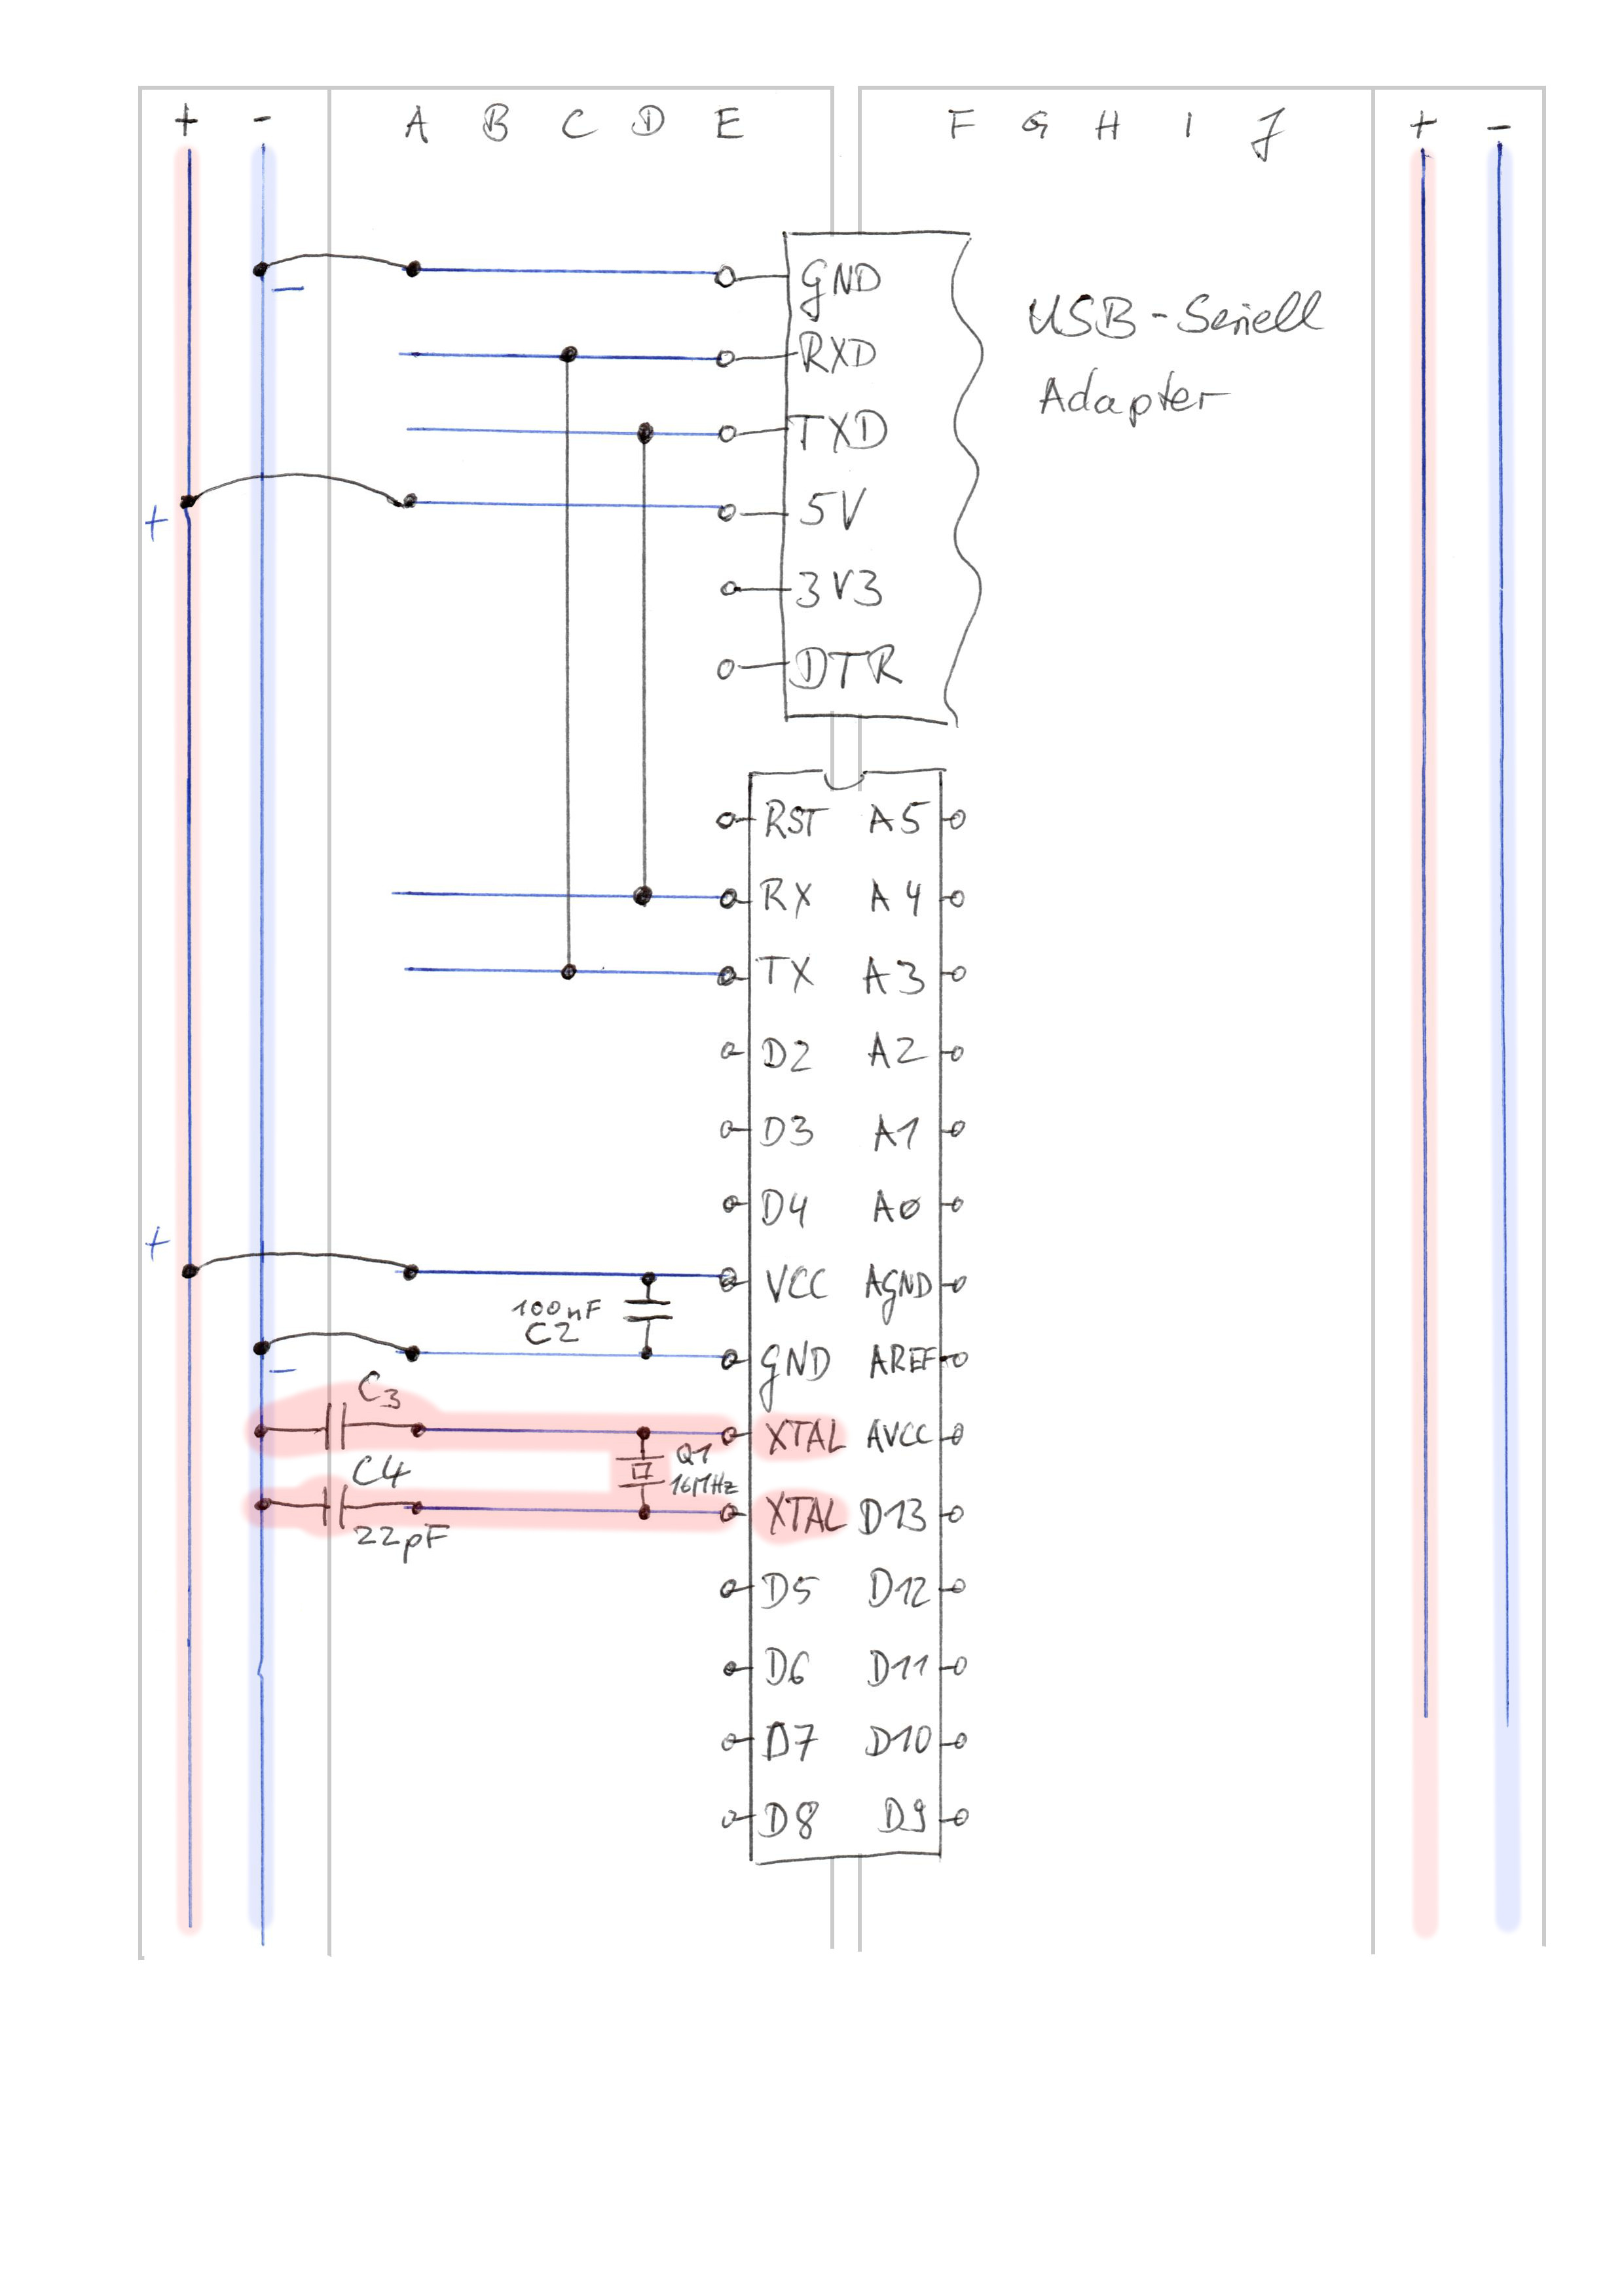 + - A B C D E F G H I J + -
GND
-
USB-Seriell
RXD
Adapter
TXD
5V
+
3V3
DTR
RST A5
RX A4
TX A3
D2 A2
D3 A1
D4 A0
+
VCC AGND
100nF
C2
GND AREF
-
C3
XTAL AVCC
Q1
C4
16MHz
XTAL D13
22pF
D5 D12
D6 D11
D7 D10
D8 D9